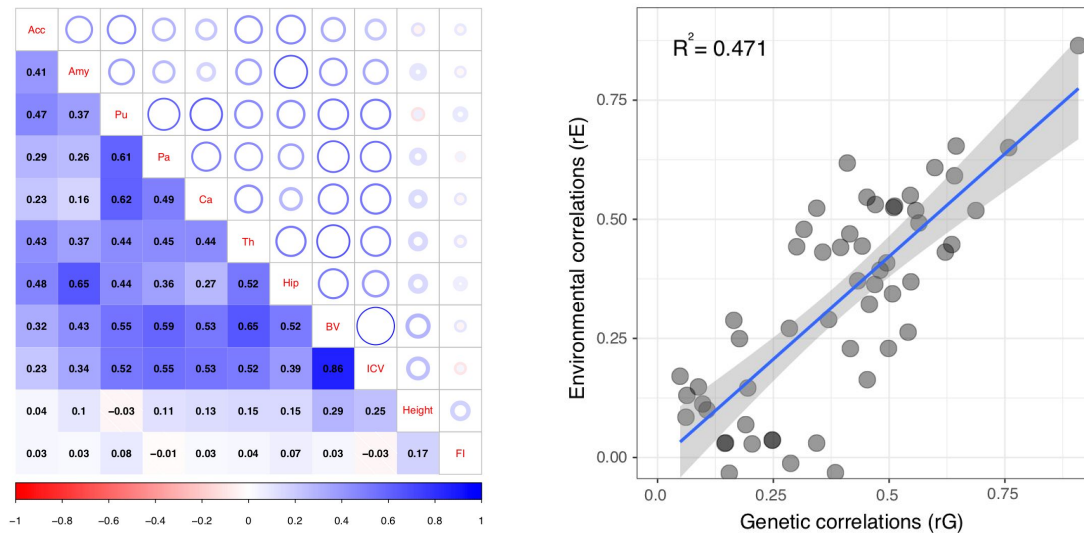 Acc
0.41 Amy
0.47 0.37 Pu
0.29 0.26 0.61 Pa
0.23 0.16 0.62 0.49 Ca
0.43 0.37 0.44 0.45 0.44 Th
0.48 0.65 0.44 0.36 0.27 0.52 Hip
0.32 0.43 0.55 0.59 0.53 0.65 0.52 BV
0.23 0.34 0.52 0.55 0.53 0.52 0.39 0.86 ICV
0.04 0.1 −0.03 0.11 0.13 0.15 0.15 0.29 0.25 Height
0.03 0.03 0.08 −0.01 0.03 0.04 0.07 0.03 −0.03 0.17 FI
−1 −0.8 −0.6 −0.4 −0.2 0 0.2 0.4 0.6 0.8 1
R²= 0.471
Environmental correlations (rE)
0.75
0.50
0.25
0.00
0.0 0.25 0.5 0.75
Genetic correlations (rG)